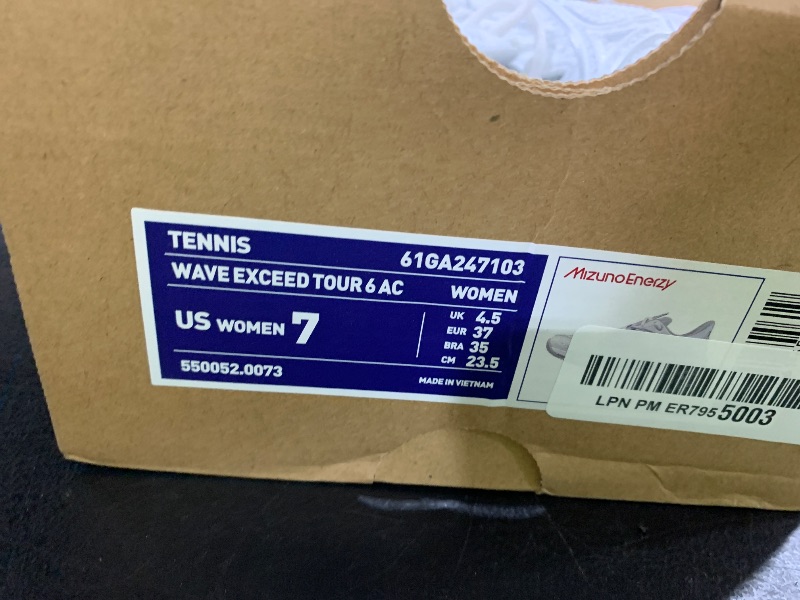 TENNIS
61GA247103
WAVE EXCEED TOUR 6 AC
WOMEN
US WOMEN 7
UK 4.5
EUR 37
BRA 35
CM 23.5
550052.0073
MADE IN VIETNAM
MizunoEnerzy
LPN PM ER795 5003